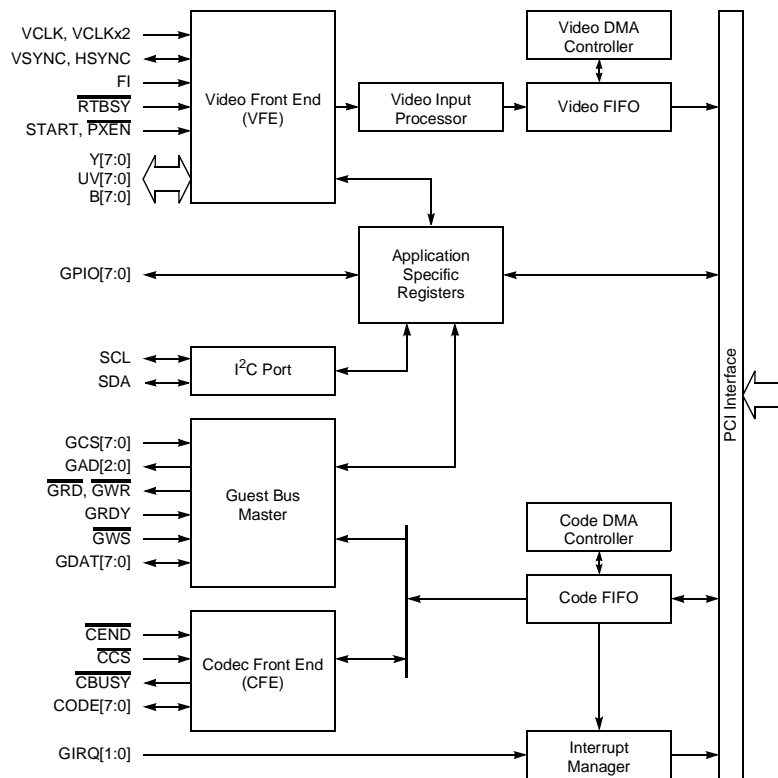 VCLK, VCLKx2
VSYNC, HSYNC
FI
RTBSY
START, PXEN
Y[7:0]
UV[7:0]
B[7:0]
Video Front End
(VFE)
Video Input
Processor
Video DMA
Controller
Video FIFO
GPIO[7:0]
Application
Specific
Registers
SCL
SDA
I²C Port
PCI Interface
GCS[7:0]
GAD[2:0]
GRD, GWR
GRDY
GWS
GDAT[7:0]
Guest Bus
Master
Code DMA
Controller
Code FIFO
CEND
CCS
CBUSY
CODE[7:0]
Codec Front End
(CFE)
GIRQ[1:0]
Interrupt
Manager